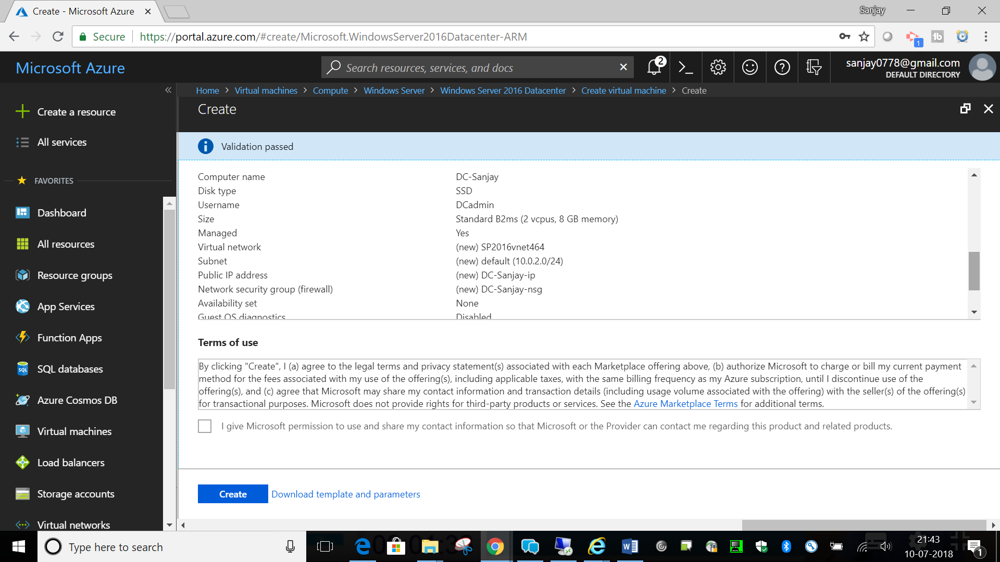 Create - Microsoft Azure
Sanjay
Secure
https://portal.azure.com/#create/Microsoft.WindowsServer2016Datacenter-ARM
1
Microsoft Azure
Search resources, services, and docs
2
sanjay0778@gmail.com
DEFAULT DIRECTORY
Home > Virtual machines > Compute > Windows Server > Windows Server 2016 Datacenter > Create virtual machine > Create
Create
Create a resource
All services
FAVORITES
Dashboard
All resources
Resource groups
App Services
Function Apps
SQL databases
Azure Cosmos DB
Virtual machines
Load balancers
Storage accounts
Virtual networks
Validation passed
Computer name DC-Sanjay
Disk type SSD
Username DCadmin
Size Standard B2ms (2 vcpus, 8 GB memory)
Managed Yes
Virtual network (new) SP2016vnet464
Subnet (new) default (10.0.2.0/24)
Public IP address (new) DC-Sanjay-ip
Network security group (firewall) (new) DC-Sanjay-nsg
Availability set None
Guest OS diagnostics Disabled
Terms of use
By clicking "Create", I (a) agree to the legal terms and privacy statement(s) associated with each Marketplace offering above, (b) authorize Microsoft to charge or bill my current payment
method for the fees associated with my use of the offering(s), including applicable taxes, with the same billing frequency as my Azure subscription, until I discontinue use of the
offering(s), and (c) agree that Microsoft may share my contact information and transaction details (including usage volume associated with the offering) with the seller(s) of the offering(s)
for transactional purposes. Microsoft does not provide rights for third-party products or services. See the Azure Marketplace Terms for additional terms.
I give Microsoft permission to use and share my contact information so that Microsoft or the Provider can contact me regarding this product and related products.
Create
Download template and parameters
Type here to search
21:43
10-07-2018
1